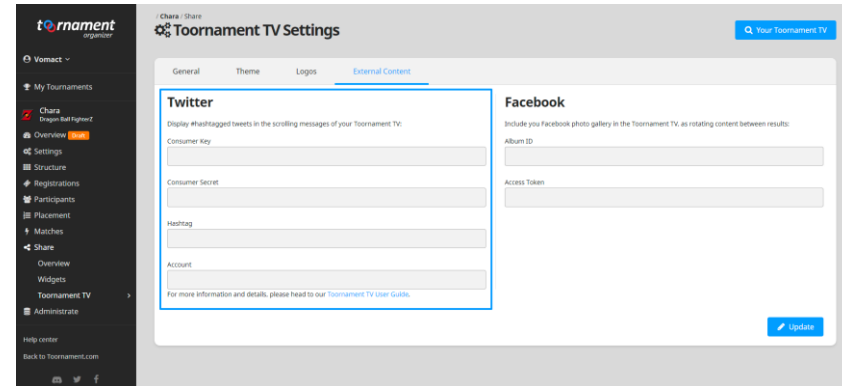 toornament
organizer
Vomact
My Tournaments
Chara
Dragon Ball FighterZ
Overview Draft
Settings
Structure
Registrations
Participants
Placement
Matches
Share
Overview
Widgets
Toornament TV
Administrate
Help center
Back to Toornament.com
/ Chara / Share
Toornament TV Settings
Your Toornament TV
General Theme Logos External Content
Twitter
Display #hashtagged tweets in the scrolling messages of your Toornament TV:
Consumer Key
Consumer Secret
Hashtag
Account
For more information and details, please head to our Toornament TV User Guide.
Facebook
Include you Facebook photo gallery in the Toornament TV, as rotating content between results:
Album ID
Access Token
Update